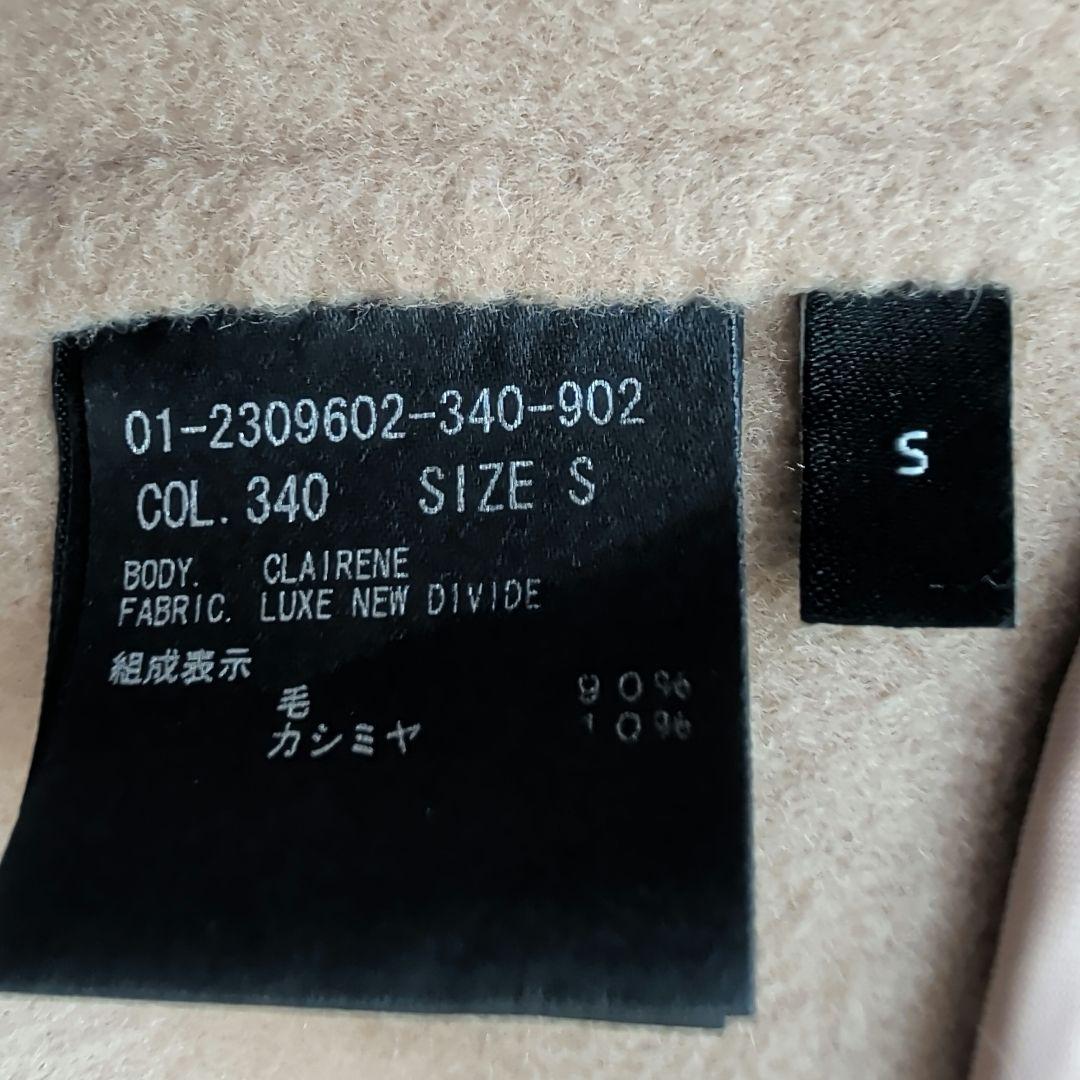 01-2309602-340-902
COL. 340 SIZE S
BODY. CLAIRENE
FABRIC. LUXE NEW DIVIDE
組成表示
毛 90%
カシミヤ 10%
S